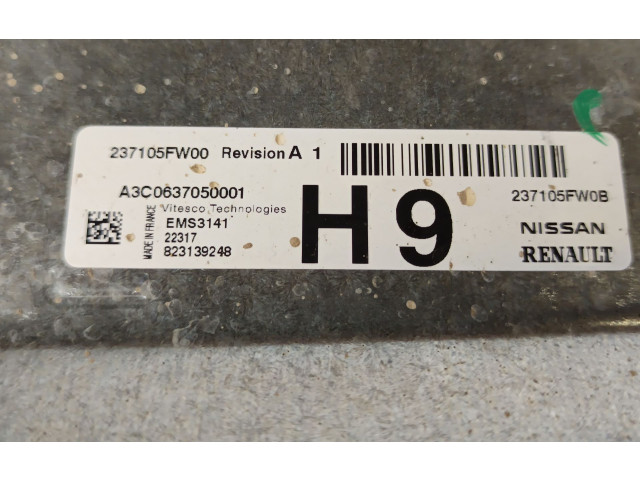 237105FW00 Revision A 1
A3C0637050001
Vitesco Technologies
EMS3141
22317
823139248
MADE IN FRANCE
H9
237105FW0B
NISSAN
RENAULT